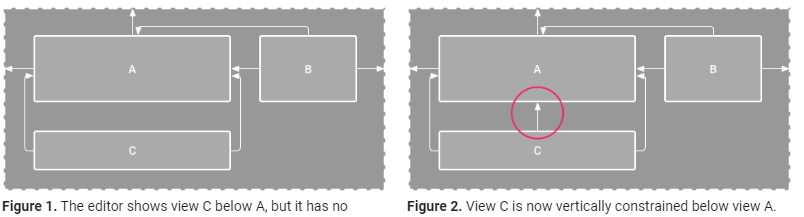 A
B
C
A
B
C
Figure 1. The editor shows view C below A, but it has no
Figure 2. View C is now vertically constrained below view A.